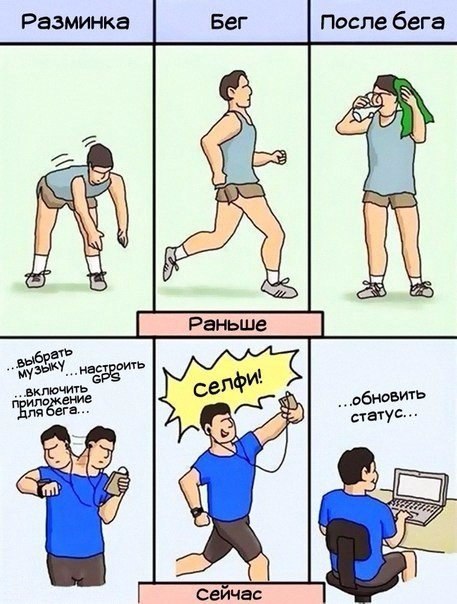 Разминка
Бег
После бега
Раньше
...выбрать
музыку
...настроить
GPS
...включить
приложение
для бега...
Селфи!
...обновить
статус...
Сейчас